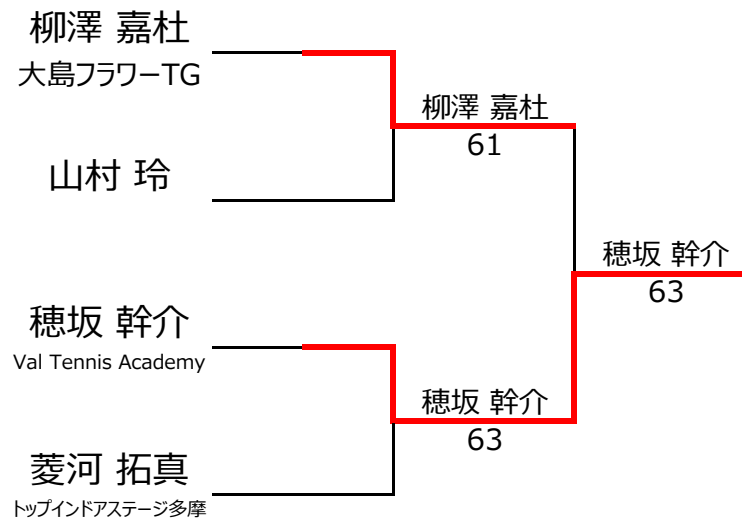 柳澤 嘉杜
大島フラワーTG
柳澤 嘉杜
61
山村 玲
穂坂 幹介
63
穂坂 幹介
Val Tennis Academy
穂坂 幹介
63
菱河 拓真
トップインドアステージ多摩